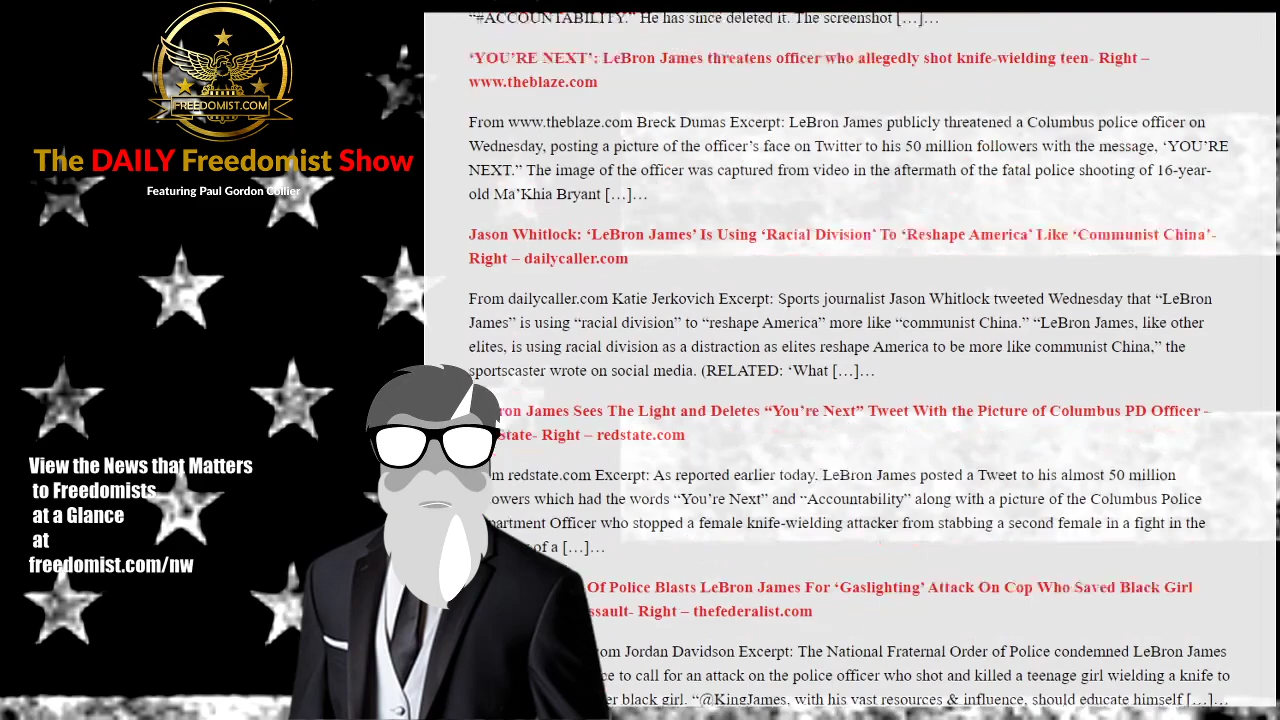 FREEDOMIST.COM
The DAILY Freedomist Show
Featuring Paul Gordon Collier
View the News that Matters
to Freedomists
at a Glance
at
freedomist.com/nw
“#ACCOUNTABILITY.” He has since deleted it. The screenshot […]…
‘YOU’RE NEXT’: LeBron James threatens officer who allegedly shot knife-wielding teen- Right –
www.theblaze.com
From www.theblaze.com Breck Dumas Excerpt: LeBron James publicly threatened a Columbus police officer on
Wednesday, posting a picture of the officer’s face on Twitter to his 50 million followers with the message, ‘YOU’RE
NEXT.” The image of the officer was captured from video in the aftermath of the fatal police shooting of 16-year-
old Ma’Khia Bryant […]…
Jason Whitlock: ‘LeBron James’ Is Using ‘Racial Division’ To ‘Reshape America’ Like ‘Communist China’-
Right – dailycaller.com
From dailycaller.com Katie Jerkovich Excerpt: Sports journalist Jason Whitlock tweeted Wednesday that “LeBron
James” is using “racial division” to “reshape America” more like “communist China.” “LeBron James, like other
elites, is using racial division as a distraction as elites reshape America to be more like communist China,” the
sportscaster wrote on social media. (RELATED: ‘What […]…
ron James Sees The Light and Deletes “You’re Next” Tweet With the Picture of Columbus PD Officer –
State- Right – redstate.com
m redstate.com Excerpt: As reported earlier today. LeBron James posted a Tweet to his almost 50 million
owers which had the words “You’re Next” and “Accountability” along with a picture of the Columbus Police
partment Officer who stopped a female knife-wielding attacker from stabbing a second female in a fight in the
of a […]…
Of Police Blasts LeBron James For ‘Gaslighting’ Attack On Cop Who Saved Black Girl
ssault- Right – thefederalist.com
om Jordan Davidson Excerpt: The National Fraternal Order of Police condemned LeBron James
ce to call for an attack on the police officer who shot and killed a teenage girl wielding a knife to
er black girl. “@KingJames, with his vast resources & influence, should educate himself […]…